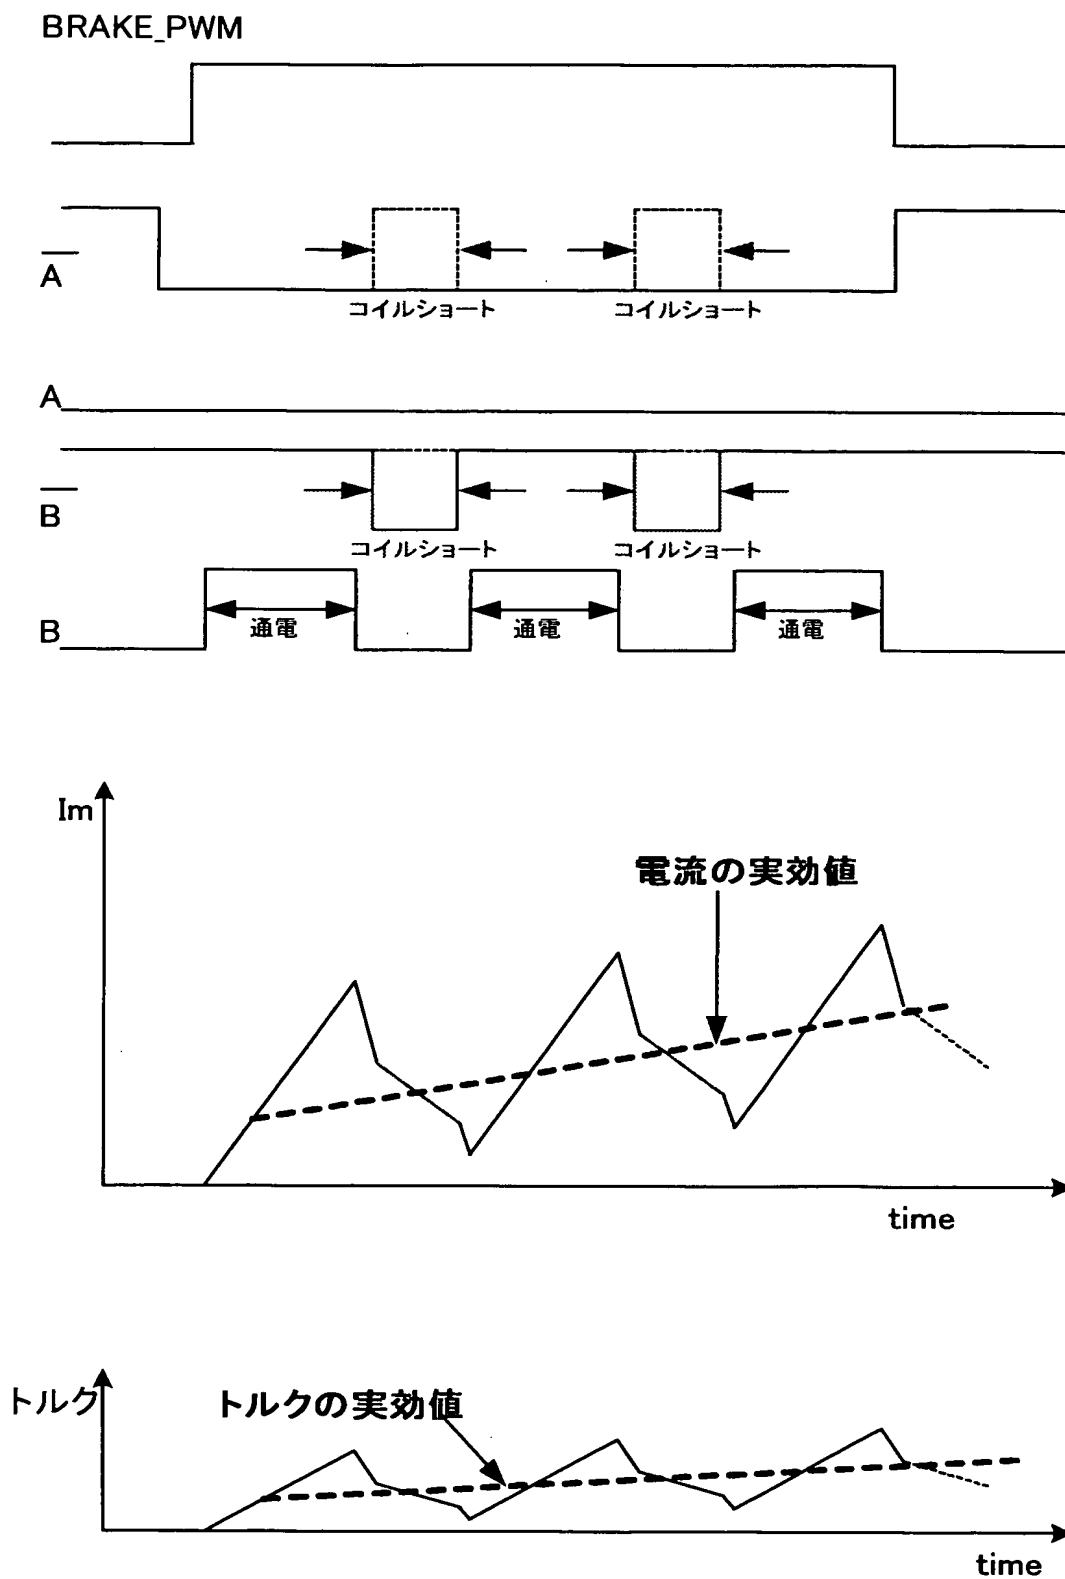 BRAKE_PWM
A
コイルショート コイルショート
A
B
コイルショート コイルショート
B
通電 通電 通電
Im
電流の実効値
time
トルク
トルクの実効値
time